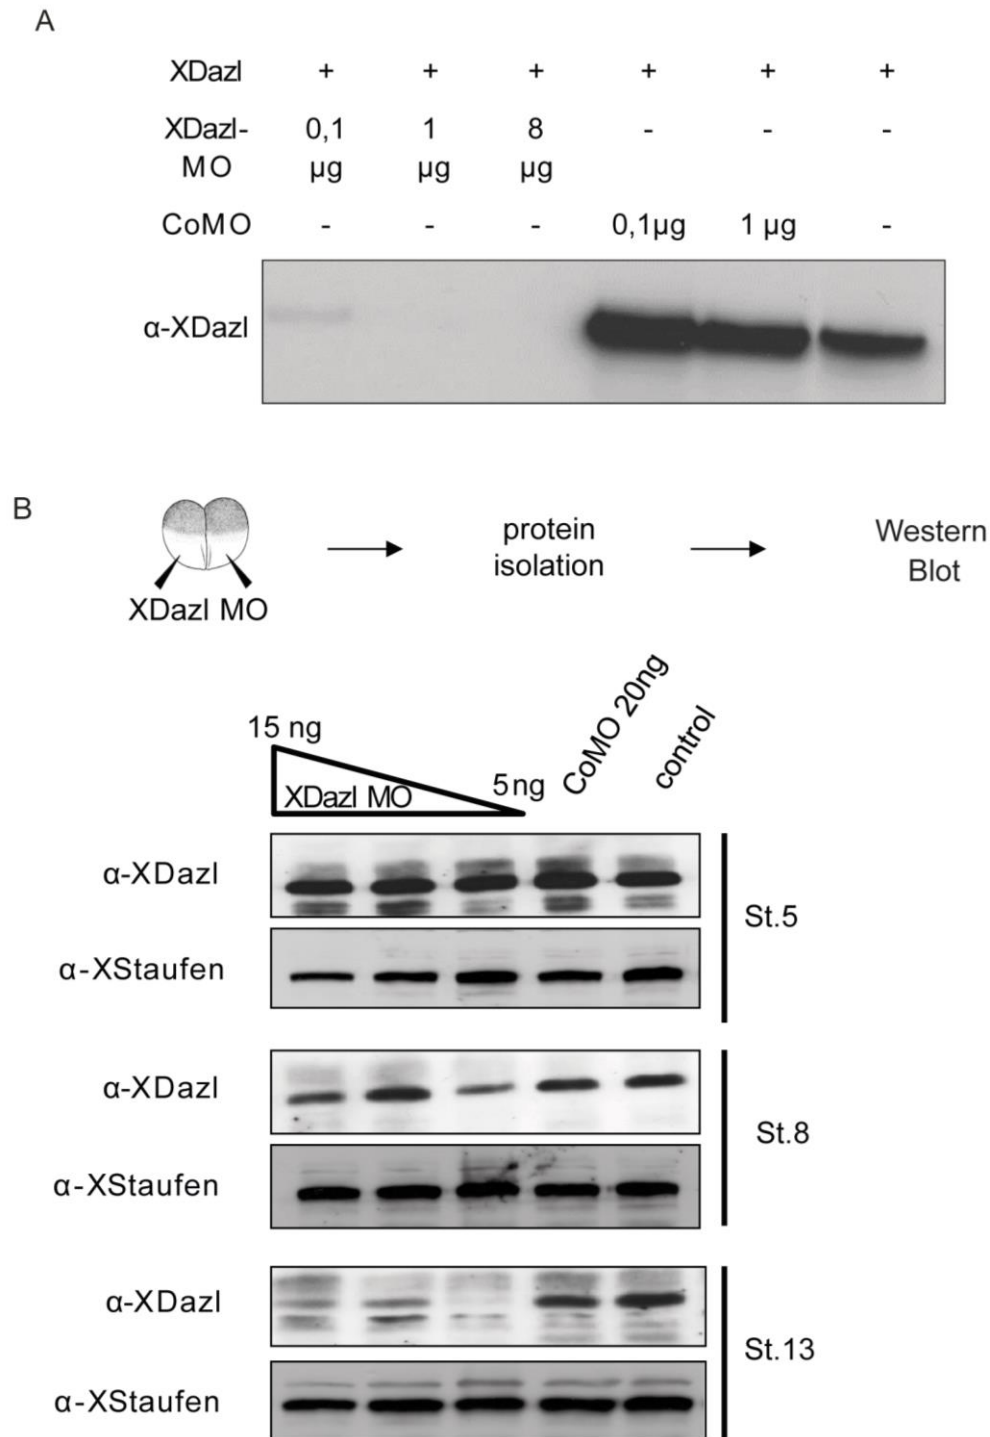 A
XDazl + + + + + +
XDazl- 0,1 1 8 - - -
MO µg µg µg
CoMO - - - 0,1µg 1 µg -
α-XDazl
B
protein
isolation
Western
Blot
XDazl MO
15 ng
XDazl MO
5ng
CoMO 20ng
control
α-XDazl
α-XStaufen
St.5
α-XDazl
α-XStaufen
St.8
α-XDazl
α-XStaufen
St.13